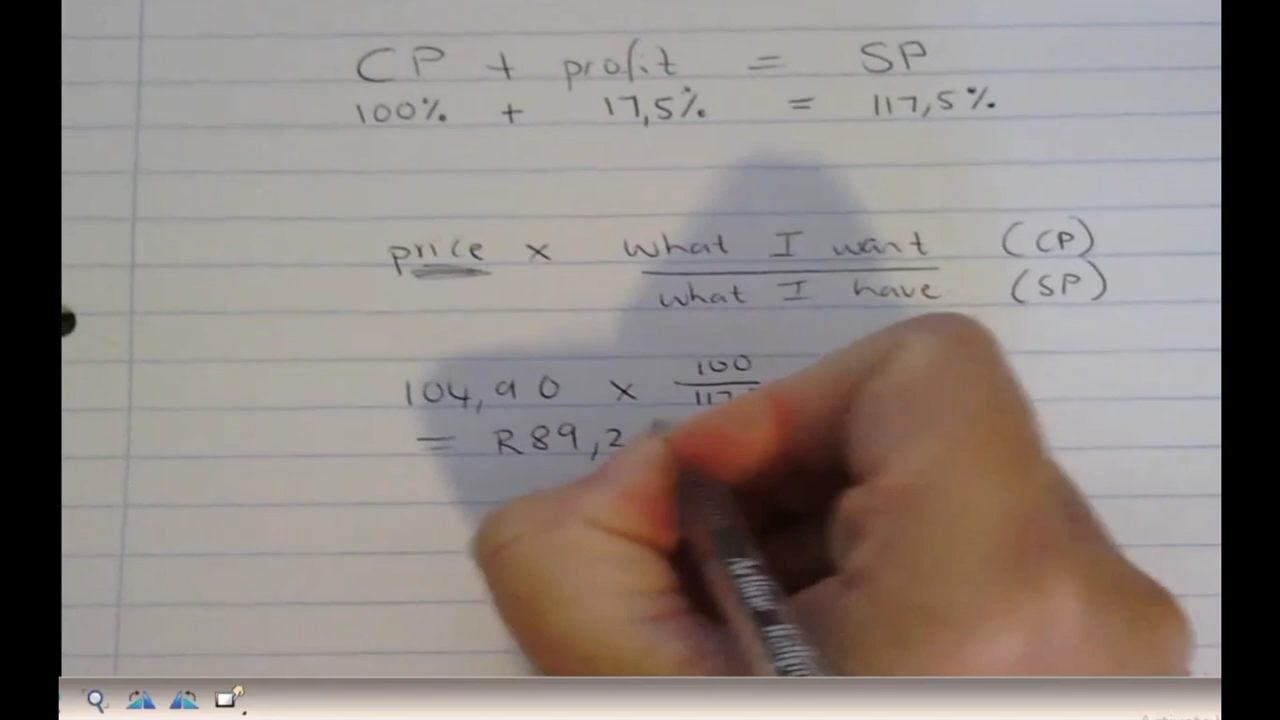 CP + profit = SP
100% + 17,5% = 117,5%
price x what I want (CP)
what I have (SP)
104,90 x 100
= R89,2